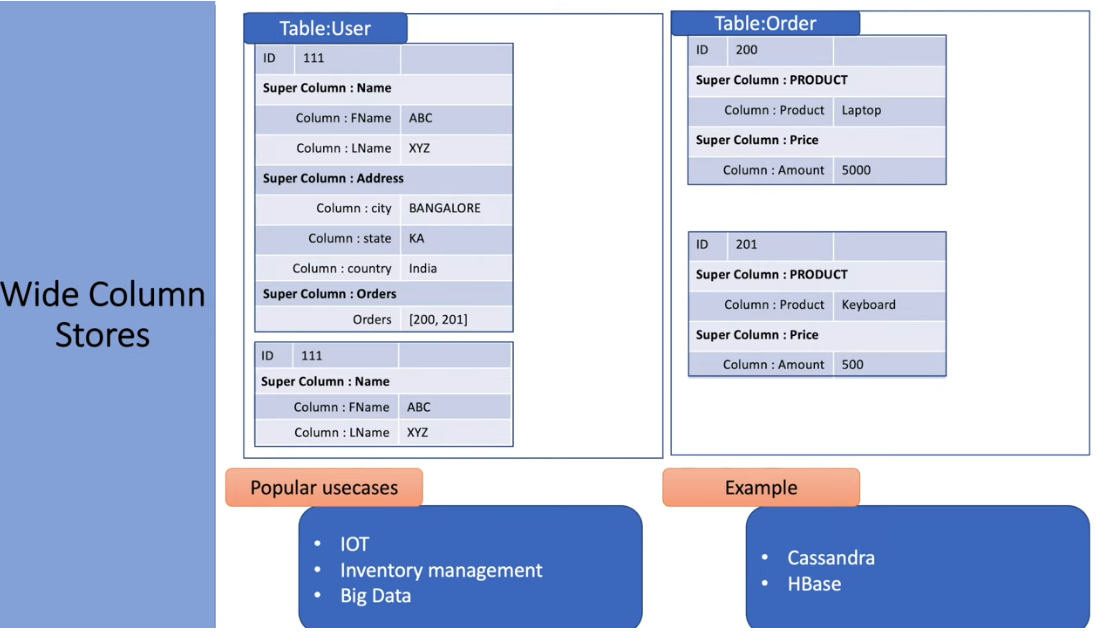 Wide Column
Stores
Table:User
ID 111
Super Column : Name
Column : FName ABC
Column : LName XYZ
Super Column : Address
Column : city BANGALORE
Column : state KA
Column : country India
Super Column : Orders
Orders [200, 201]
ID 111
Super Column : Name
Column : FName ABC
Column : LName XYZ
Table:Order
ID 200
Super Column : PRODUCT
Column : Product Laptop
Super Column : Price
Column : Amount 5000
ID 201
Super Column : PRODUCT
Column : Product Keyboard
Super Column : Price
Column : Amount 500
Popular usecases
• IOT
• Inventory management
• Big Data
Example
• Cassandra
• HBase